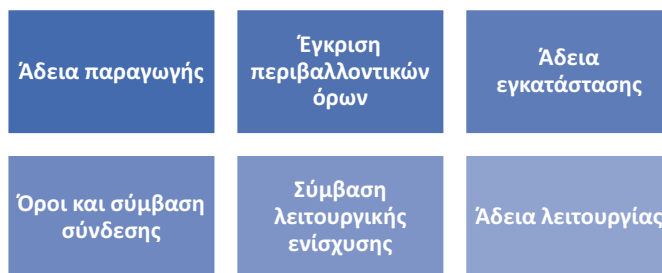 Άδεια παραγωγής
Έγκριση
περιβαλλοντικών
όρων
Άδεια
εγκατάστασης
Όροι και σύμβαση
σύνδεσης
Σύμβαση
λειτουργικής
ενίσχυσης
Άδεια λειτουργίας